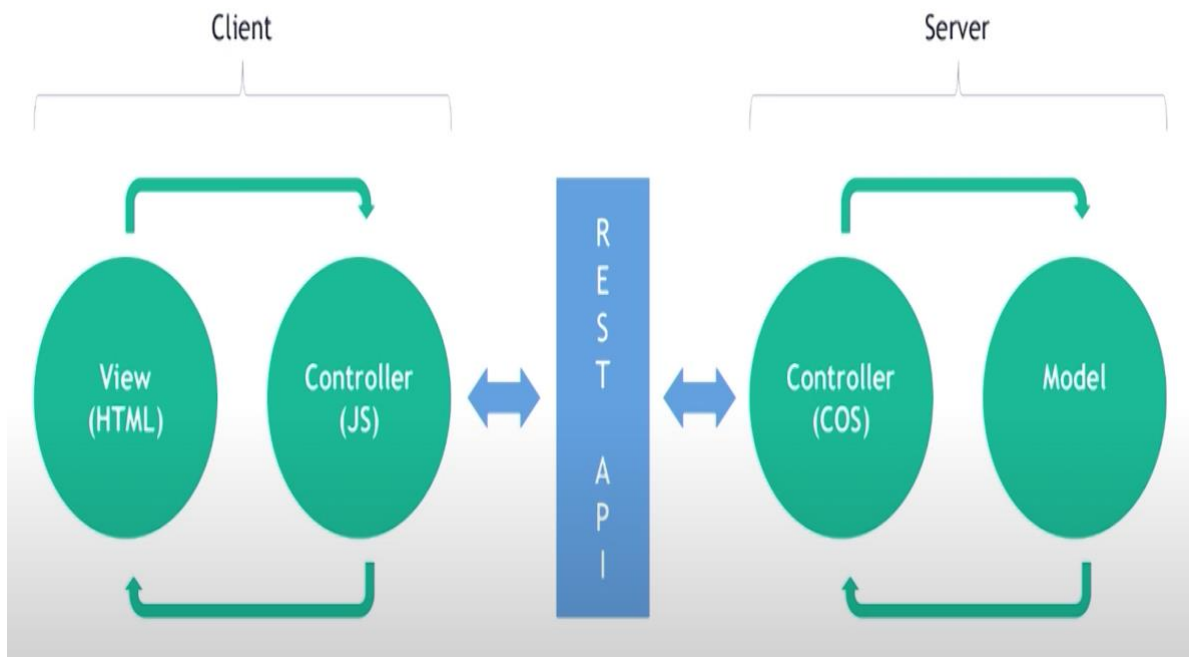 Client
Server
View
(HTML)
Controller
(JS)
R
E
S
T
A
P
I
Controller
(COS)
Model